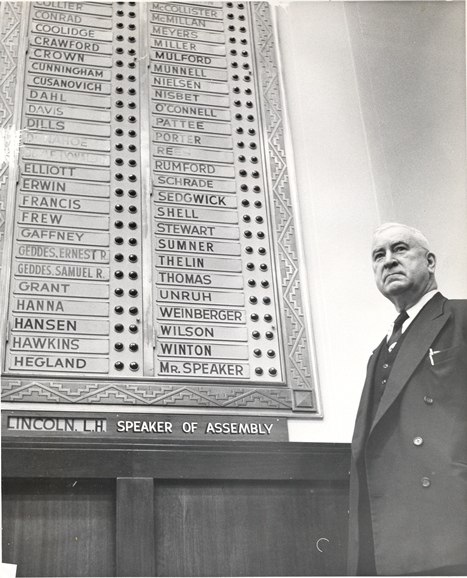 COLLIER
CONRAD
COOLIDGE
CRAWFORD
CROWN
CUNNINGHAM
CUSANOVICH
DAHL
DAVIS
DILLS
DONAHOE
ELLIOTT
ERWIN
FRANCIS
FREW
GAFFNEY
GEDDES, ERNEST R.
GEDDES, SAMUEL R.
GRANT
HANNA
HANSEN
HAWKINS
HEGLAND
McCOLLISTER
McMILLAN
MEYERS
MILLER
MULFORD
MUNNELL
NIELSEN
NISBET
O'CONNELL
PATTEE
PORTER
RUMFORD
SCHRADE
SEDGWICK
SHELL
STEWART
SUMNER
THELIN
THOMAS
UNRUH
WEINBERGER
WILSON
WINTON
MR. SPEAKER
LINCOLN, L.H. SPEAKER OF ASSEMBLY